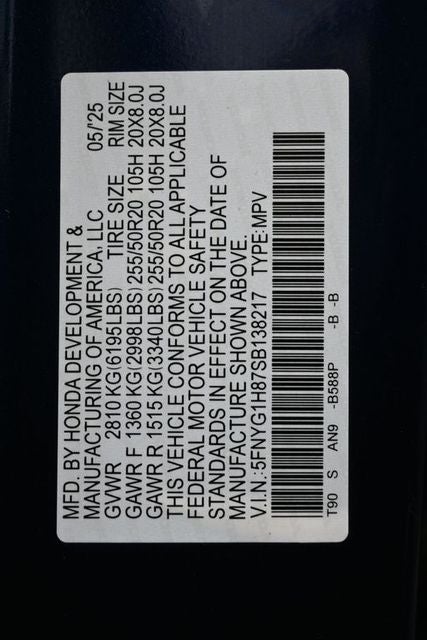 MFD. BY HONDA DEVELOPMENT &
MANUFACTURING OF AMERICA, LLC 05/'25
GVWR 2810 KG(6195LBS) TIRE SIZE RIM SIZE
GAWR F 1360 KG(2998LBS) 255/50R20 105H 20X8.0J
GAWR R 1515 KG(3340LBS) 255/50R20 105H 20X8.0J
THIS VEHICLE CONFORMS TO ALL APPLICABLE
FEDERAL MOTOR VEHICLE SAFETY
STANDARDS IN EFFECT ON THE DATE OF
MANUFACTURE SHOWN ABOVE.
V.I.N.:5FNYG1H87SB138217 TYPE:MPV
T90 S AN9 -B588P -B -B